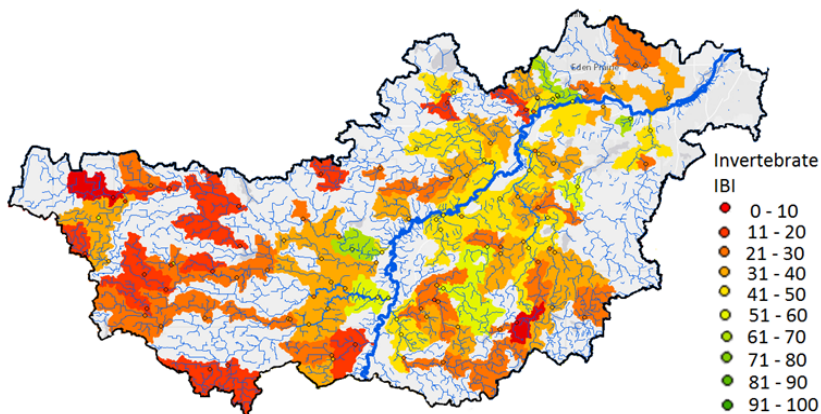 Eden Prairie
Invertebrate
IBI
0 - 10
11 - 20
21 - 30
31 - 40
41 - 50
51 - 60
61 - 70
71 - 80
81 - 90
91 - 100